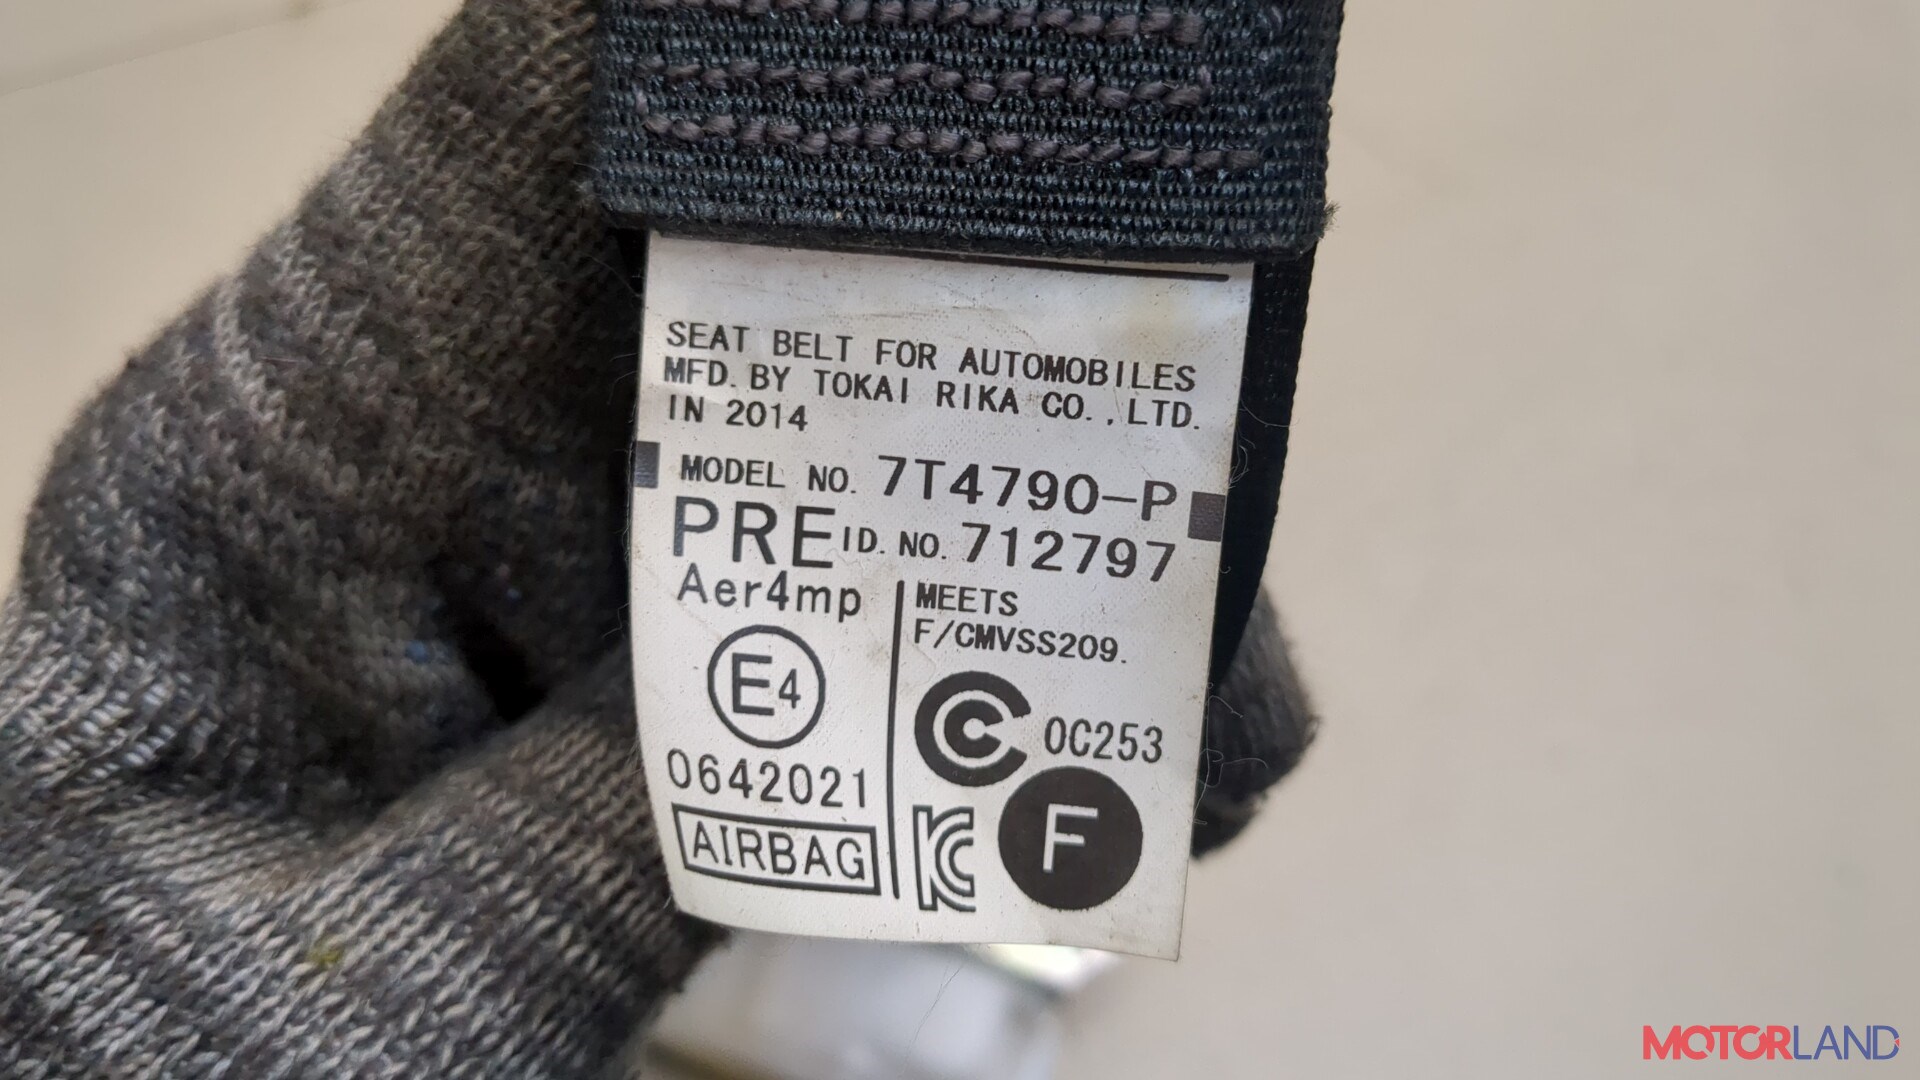 SEAT BELT FOR AUTOMOBILES
MFD. BY TOKAI RIKA CO.,LTD.
IN 2014
MODEL NO. 7T4790-P
PRE ID. NO. 712797
Aer4mp
E4
0642021
AIRBAG
MEETS
F/CMVSS209.
0C253
F
MOTORLAND